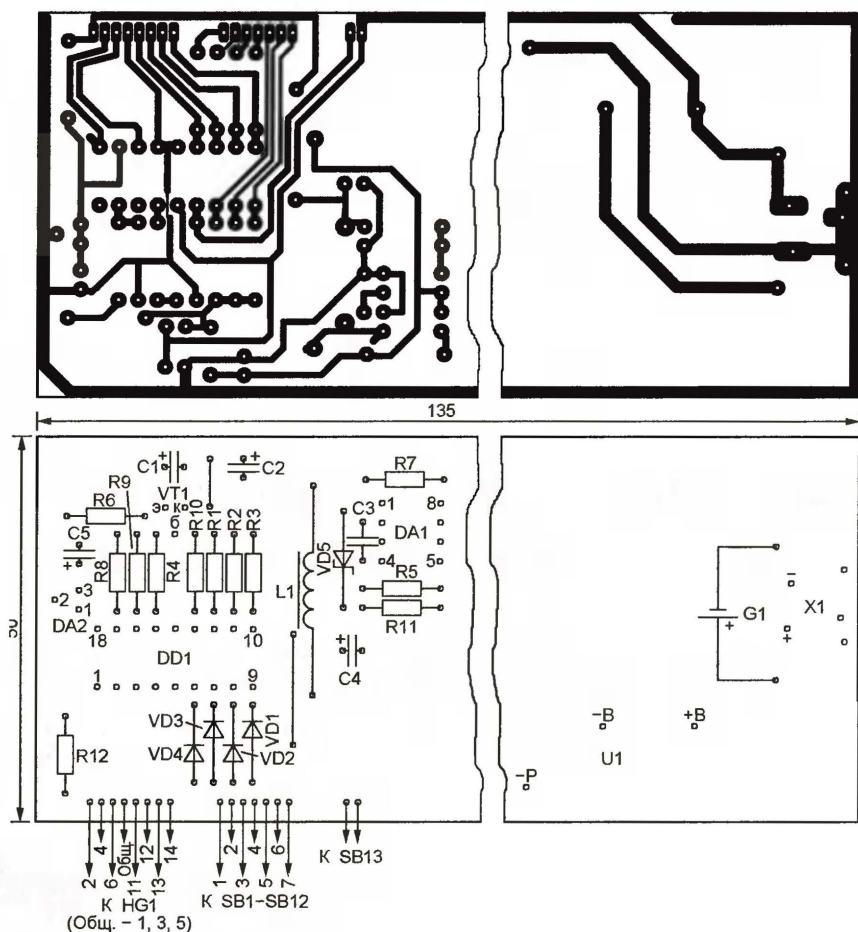 135
C1 +
+ C2
R7
R9
VT1
R6
Э К
б
R10
R1
R2
R3
C3
1
8
DA1
C5
+
R8
R4
VD5
4
5
L1
R5
3
2
1
DA2
R11
G1
+
−
X1
+
18
10
+
C4
DD1
1
9
VD3
VD1
VD4
VD2
R12
−B
+B
U1
−P
2
4
6
Общ.
11
12
13
14
1
2
3
4
5
6
7
К SB13
К HG1
К SB1−SB12
(Общ. − 1, 3, 5)